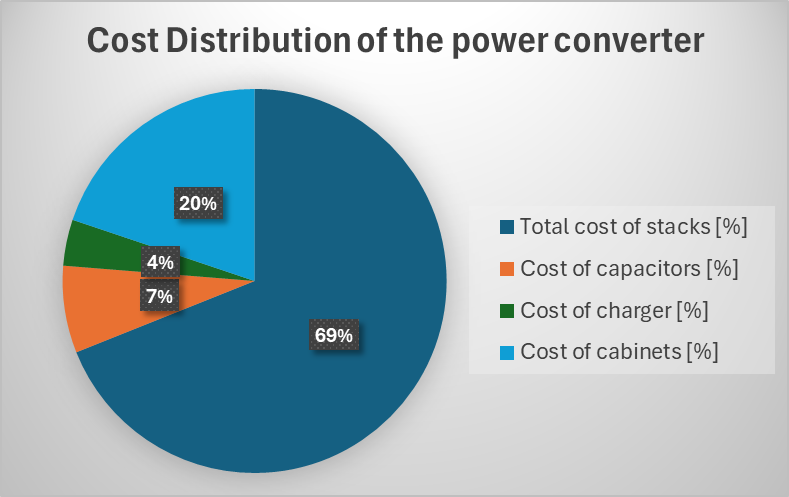 Cost Distribution of the power converter
20%
4%
7%
69%
Total cost of stacks [%]
Cost of capacitors [%]
Cost of charger [%]
Cost of cabinets [%]